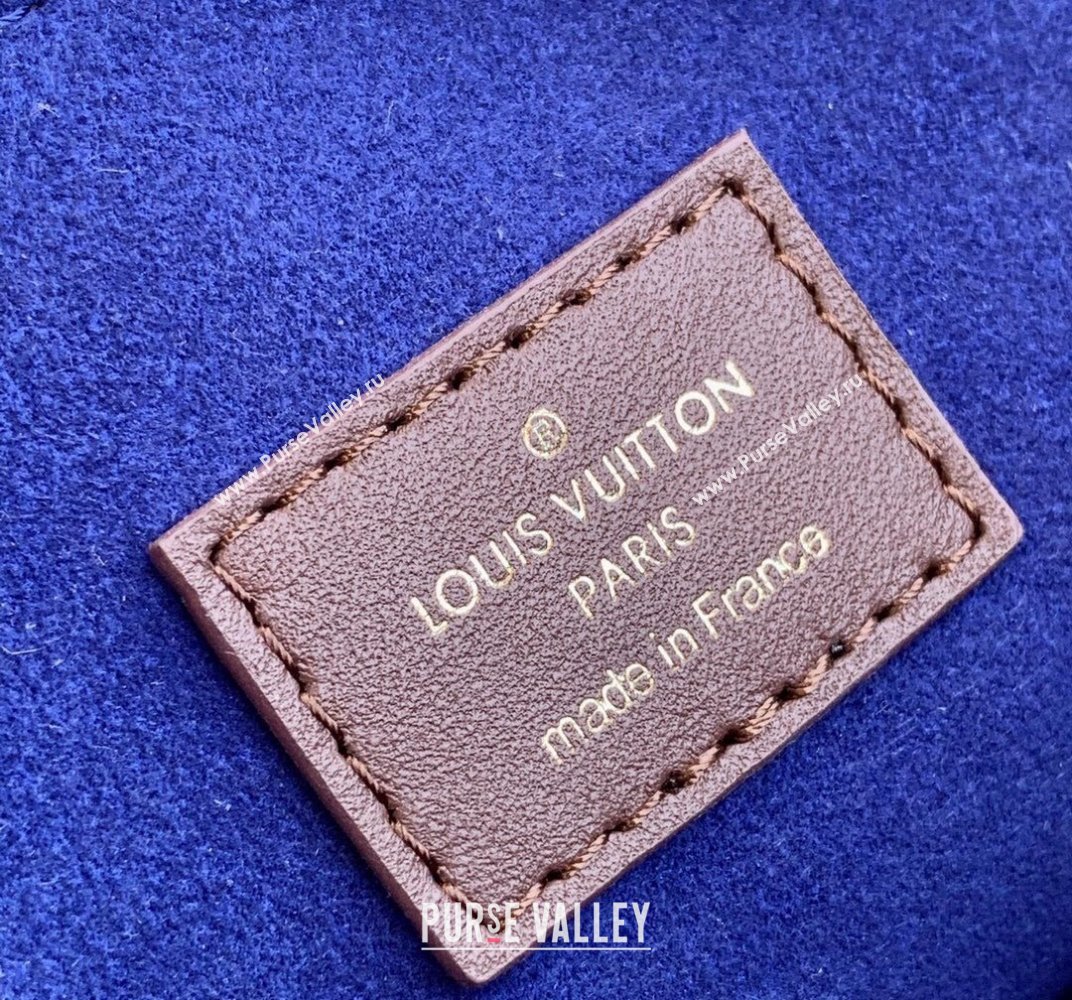 ®
LOUIS VUITTON
PARIS
made in France
www.PurseValley.ru
www.PurseValley.ru
PURSE VALLEY